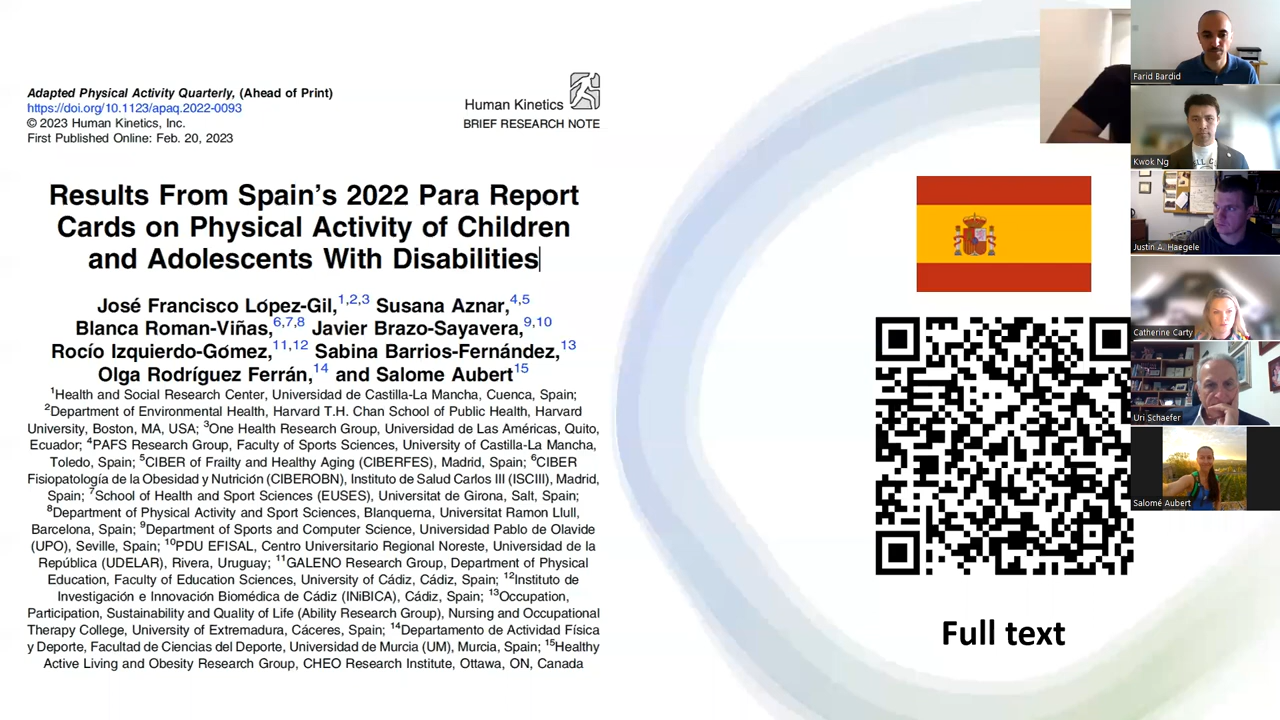 Adapted Physical Activity Quarterly, (Ahead of Print)
https://doi.org/10.1123/apaq.2022-0093
© 2023 Human Kinetics, Inc.
First Published Online: Feb. 20, 2023
Human Kinetics
BRIEF RESEARCH NOTE
Results From Spain's 2022 Para Report
Cards on Physical Activity of Children
and Adolescents With Disabilities
José Francisco López-Gil,1,2,3 Susana Aznar,4,5
Blanca Roman-Viñas,6,7,8 Javier Brazo-Sayavera,9,10
Rocío Izquierdo-Gómez,11,12 Sabina Barrios-Fernández,13
Olga Rodríguez Ferrán,14 and Salome Aubert15
1Health and Social Research Center, Universidad de Castilla-La Mancha, Cuenca, Spain;
2Department of Environmental Health, Harvard T.H. Chan School of Public Health, Harvard
University, Boston, MA, USA; 3One Health Research Group, Universidad de Las Américas, Quito,
Ecuador; 4PAFS Research Group, Faculty of Sports Sciences, University of Castilla-La Mancha,
Toledo, Spain; 5CIBER of Frailty and Healthy Aging (CIBERFES), Madrid, Spain; 6CIBER
Fisiopatología de la Obesidad y Nutrición (CIBEROBN), Instituto de Salud Carlos III (ISCIII), Madrid,
Spain; 7School of Health and Sport Sciences (EUSES), Universitat de Girona, Salt, Spain;
8Department of Physical Activity and Sport Sciences, Blanquerna, Universitat Ramon Llull,
Barcelona, Spain; 9Department of Sports and Computer Science, Universidad Pablo de Olavide
(UPO), Seville, Spain; 10PDU EFISAL, Centro Universitario Regional Noreste, Universidad de la
República (UDELAR), Rivera, Uruguay; 11GALENO Research Group, Department of Physical
Education, Faculty of Education Sciences, University of Cádiz, Cádiz, Spain; 12Instituto de
Investigación e Innovación Biomédica de Cádiz (INiBICA), Cádiz, Spain; 13Occupation,
Participation, Sustainability and Quality of Life (Ability Research Group), Nursing and Occupational
Therapy College, University of Extremadura, Cáceres, Spain; 14Departamento de Actividad Física
y Deporte, Facultad de Ciencias del Deporte, Universidad de Murcia (UM), Murcia, Spain; 15Healthy
Active Living and Obesity Research Group, CHEO Research Institute, Ottawa, ON, Canada
Full text
Farid Bardid
Kwok Ng
Justin A. Haegele
Catherine Carty
Uri Schaefer
Salomé Aubert